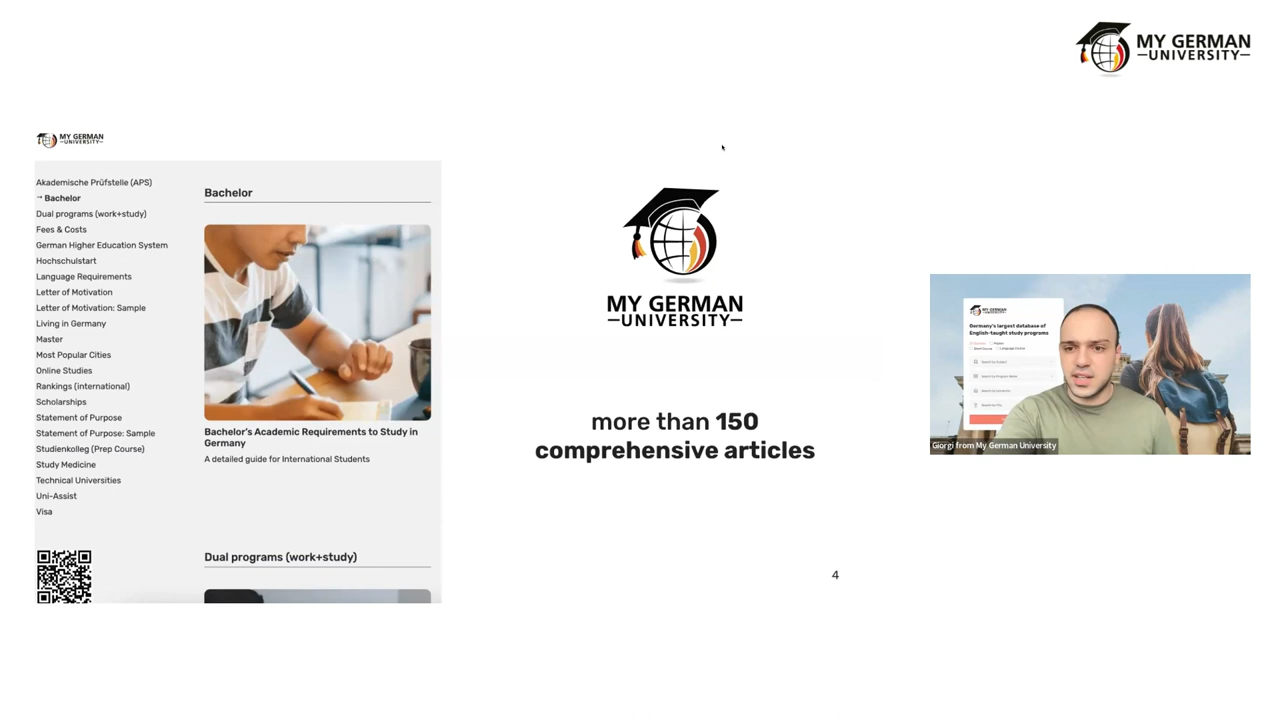 MY GERMAN
UNIVERSITY
MY GERMAN
UNIVERSITY
Akademische Prüfstelle (APS)
→ Bachelor
Dual programs (work+study)
Fees & Costs
German Higher Education System
Hochschulstart
Language Requirements
Letter of Motivation
Letter of Motivation: Sample
Living in Germany
Master
Most Popular Cities
Online Studies
Rankings (international)
Scholarships
Statement of Purpose
Statement of Purpose: Sample
Studienkolleg (Prep Course)
Study Medicine
Technical Universities
Uni-Assist
Visa
Bachelor
Bachelor's Academic Requirements to Study in
Germany
A detailed guide for International Students
Dual programs (work+study)
MY GERMAN
UNIVERSITY
more than 150
comprehensive articles
4
MY GERMAN
UNIVERSITY
Germany's largest database of
English-taught study programs
Giorgi from My German University